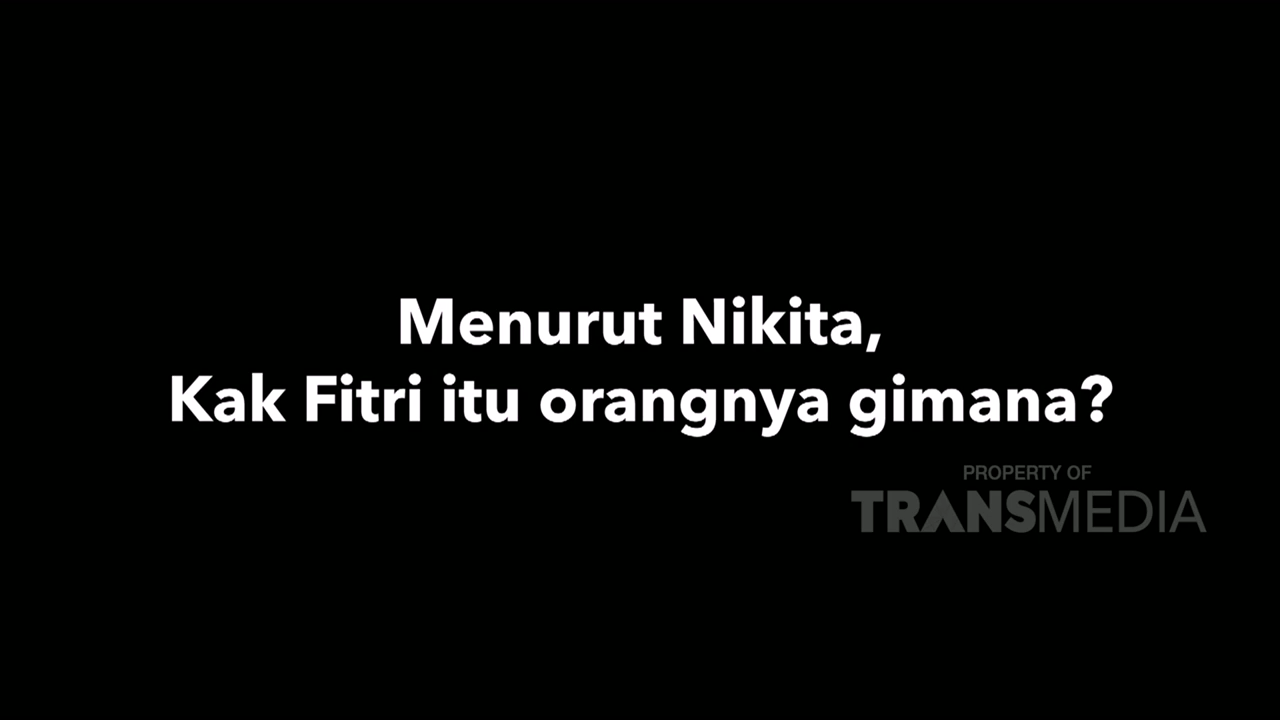 Menurut Nikita,
Kak Fitri itu orangnya gimana?
PROPERTY OF
TRANSMEDIA